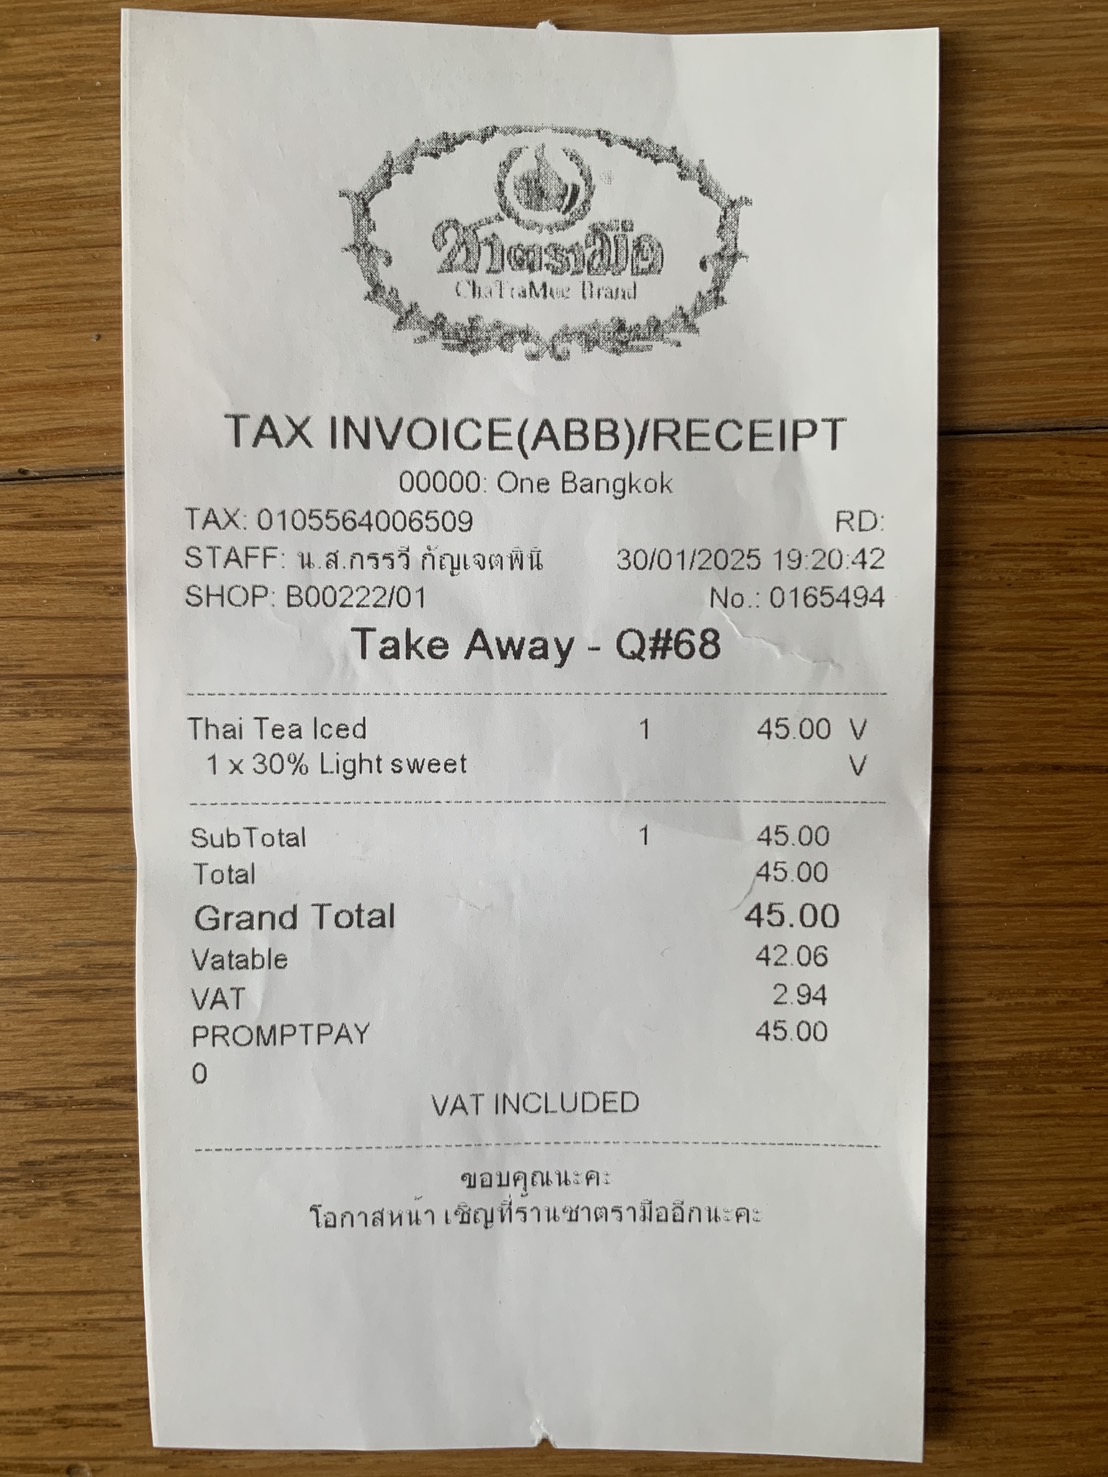 ชาตรามือ
ChaTraMue Brand
TAX INVOICE(ABB)/RECEIPT
00000: One Bangkok
TAX: 0105564006509 RD:
STAFF: น.ส.กรรวี กัญเจตพินิ 30/01/2025 19:20:42
SHOP: B00222/01 No.: 0165494
Take Away - Q#68
Thai Tea Iced 1 45.00 V
1 x 30% Light sweet V
SubTotal 1 45.00
Total 45.00
Grand Total 45.00
Vatable 42.06
VAT 2.94
PROMPTPAY 45.00
0
VAT INCLUDED
ขอบคุณนะคะ
โอกาสหน้า เชิญที่ร้านชาตรามืออีกนะคะ